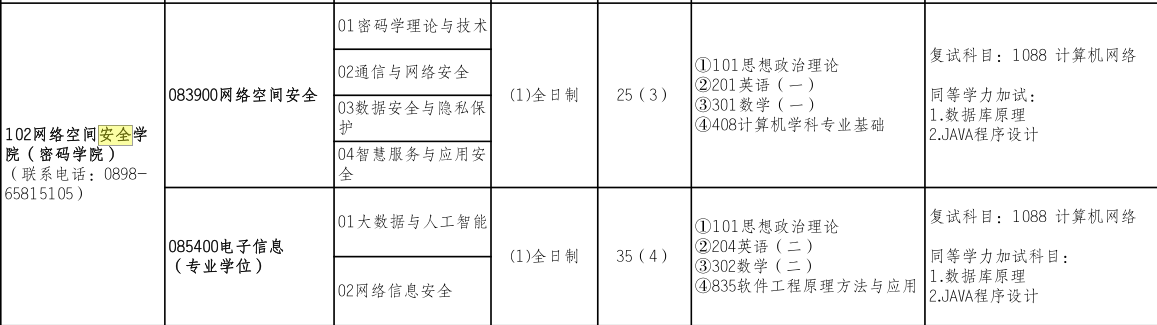 102网络空间安全学
院（密码学院）
（联系电话：0898-
65815105）
083900网络空间安全
01密码学理论与技术
02通信与网络安全
03数据安全与隐私保
护
04智慧服务与应用安
全
(1)全日制
25（3）
①101思想政治理论
②201英语（一）
③301数学（一）
④408计算机学科专业基础
复试科目：1088 计算机网络
同等学力加试：
1.数据库原理
2.JAVA程序设计
085400电子信息
（专业学位）
01大数据与人工智能
02网络信息安全
(1)全日制
35（4）
①101思想政治理论
②204英语（二）
③302数学（二）
④835软件工程原理方法与应用
复试科目：1088 计算机网络
同等学力加试科目：
1.数据库原理
2.JAVA程序设计